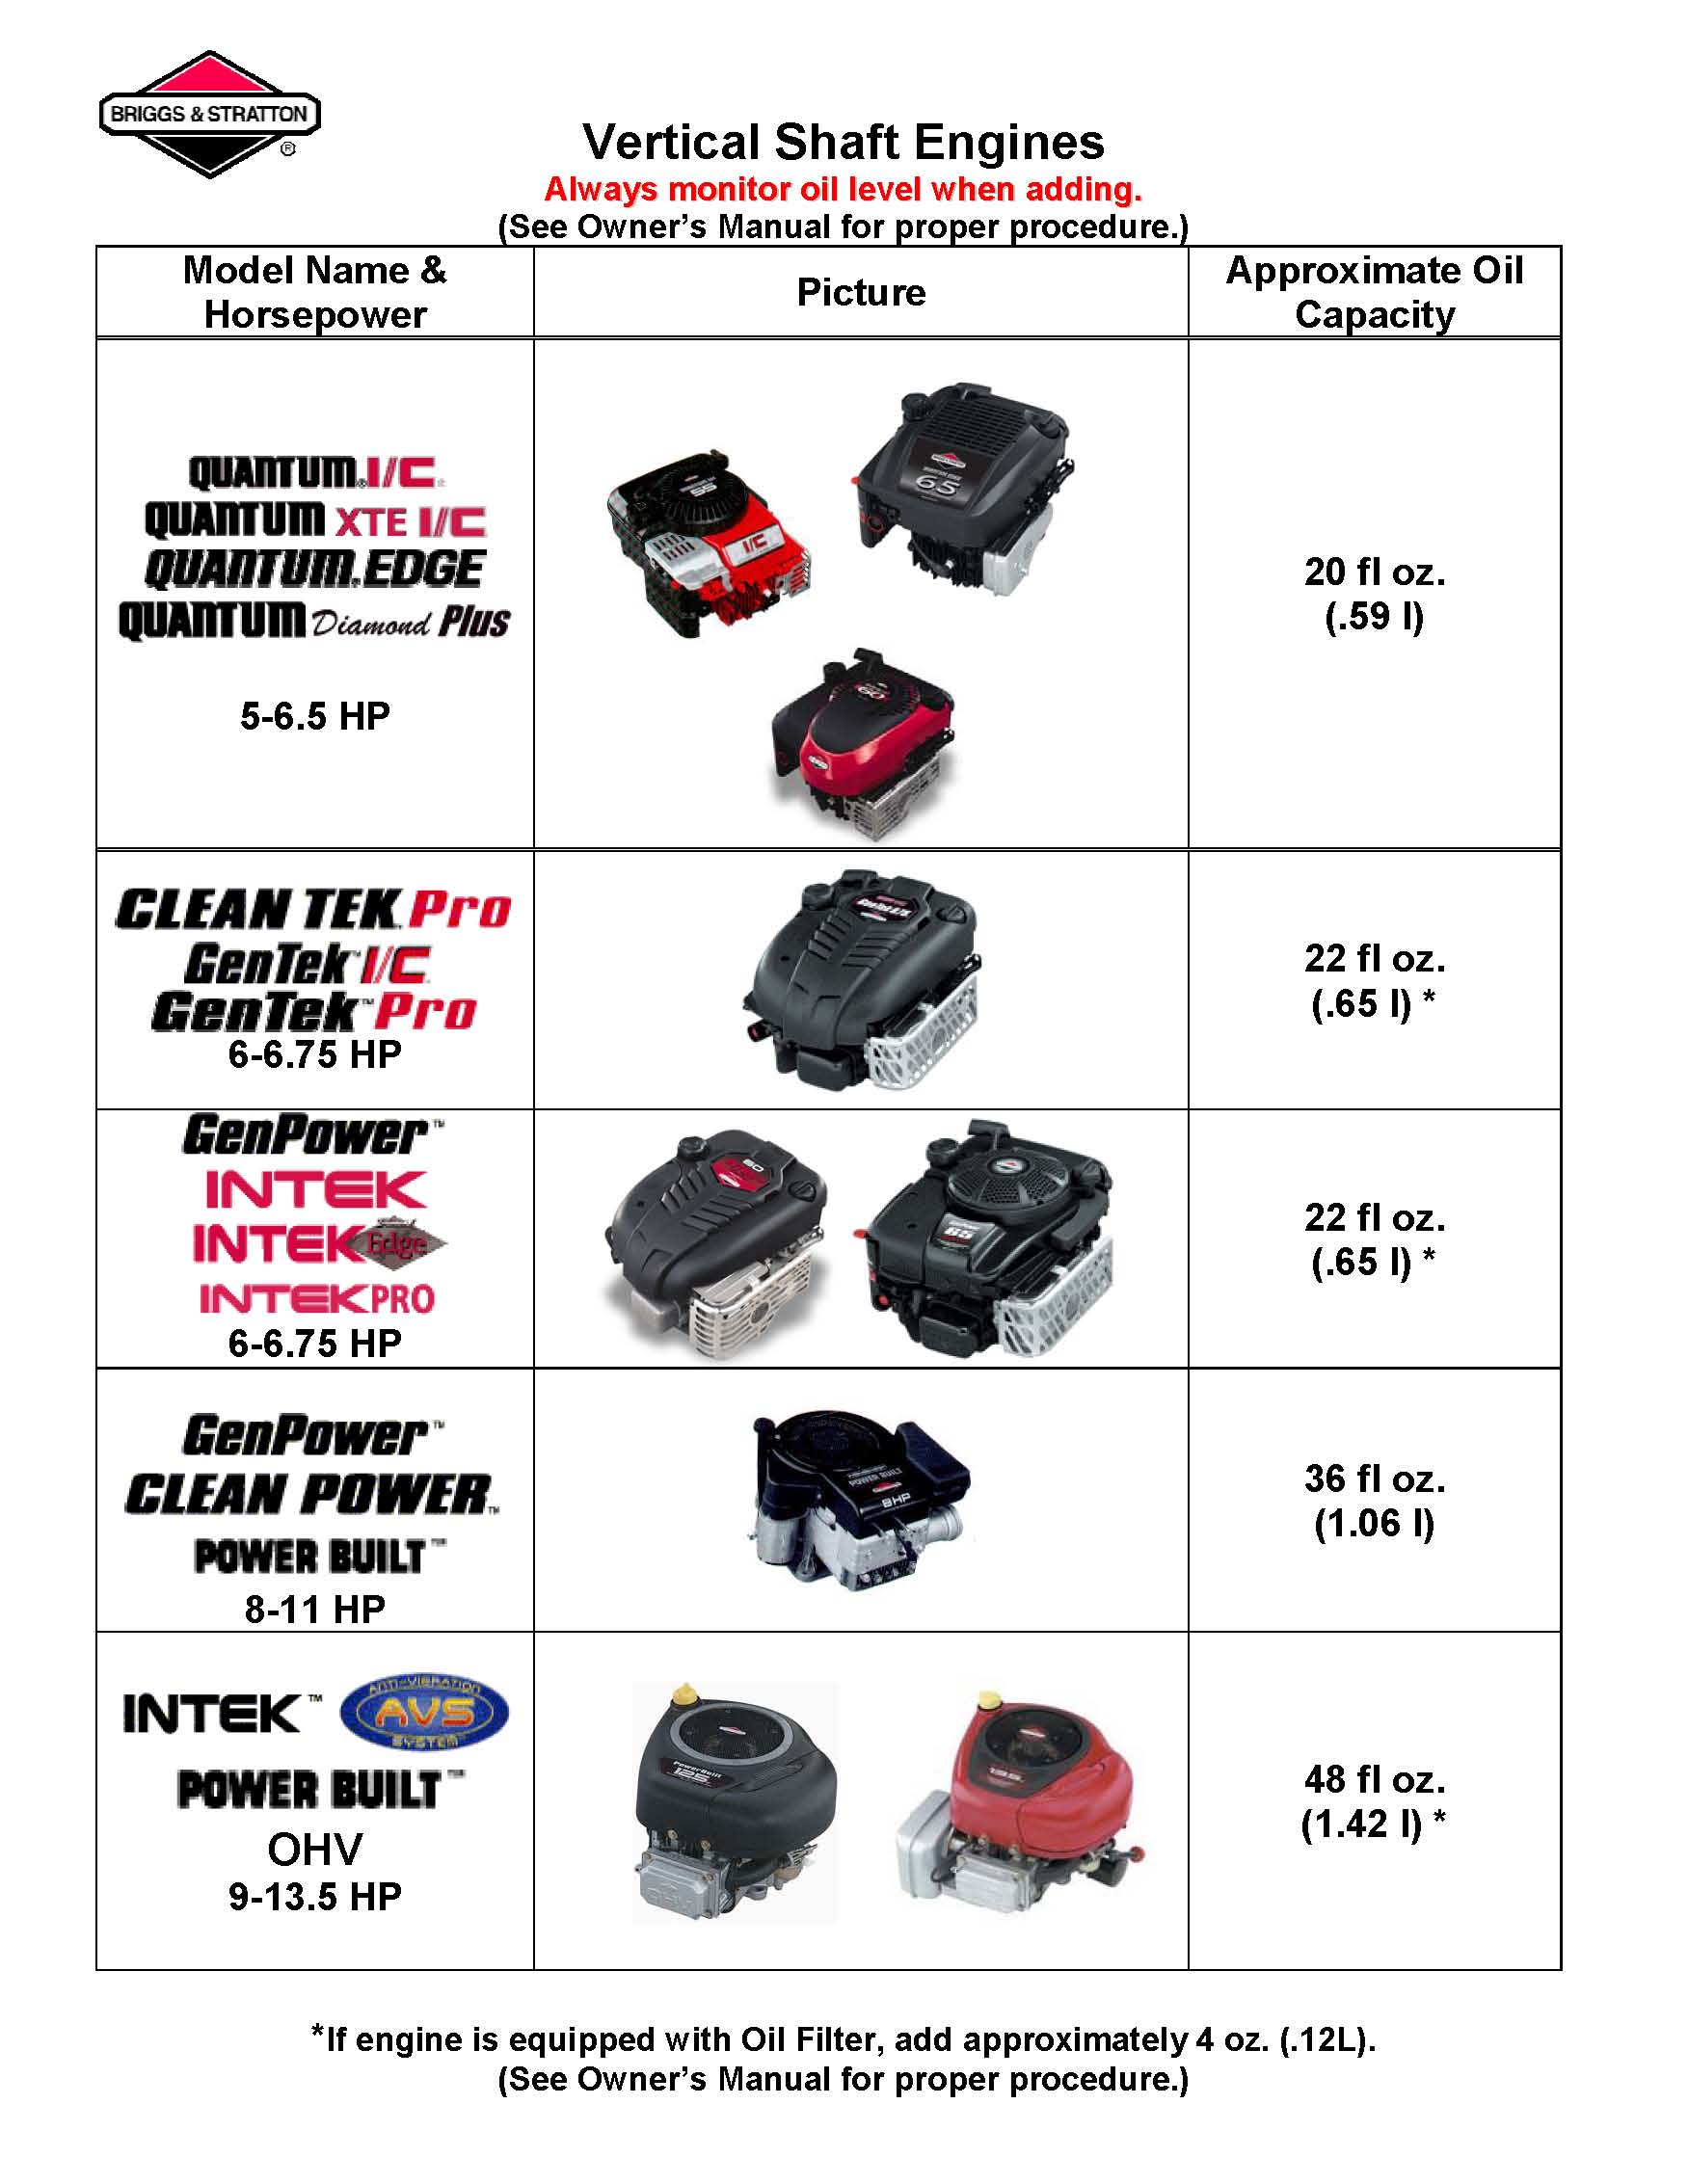 BRIGGS & STRATTON
®
Vertical Shaft Engines
Always monitor oil level when adding.
(See Owner's Manual for proper procedure.)
Model Name &
Horsepower
Picture
Approximate Oil
Capacity
QUANTUM® I/C®
QUANTUM XTE I/C
QUANTUM. EDGE
QUANTUM Diamond Plus
5-6.5 HP
55
I/C
65
60
20 fl oz.
(.59 l)
CLEAN TEK Pro
GenTek™ I/C
GenTek™ Pro
6-6.75 HP
22 fl oz.
(.65 l) *
GenPower™
INTEK
INTEK Edge
INTEK PRO
6-6.75 HP
60
65
22 fl oz.
(.65 l) *
GenPower™
CLEAN POWER™
POWER BUILT™
8-11 HP
POWER BUILT
8HP
36 fl oz.
(1.06 l)
INTEK™
ANTI-VIBRATION
AVS
SYSTEM
POWER BUILT™
OHV
9-13.5 HP
PowerBuilt
125
48 fl oz.
(1.42 l) *
*If engine is equipped with Oil Filter, add approximately 4 oz. (.12L).
(See Owner's Manual for proper procedure.)